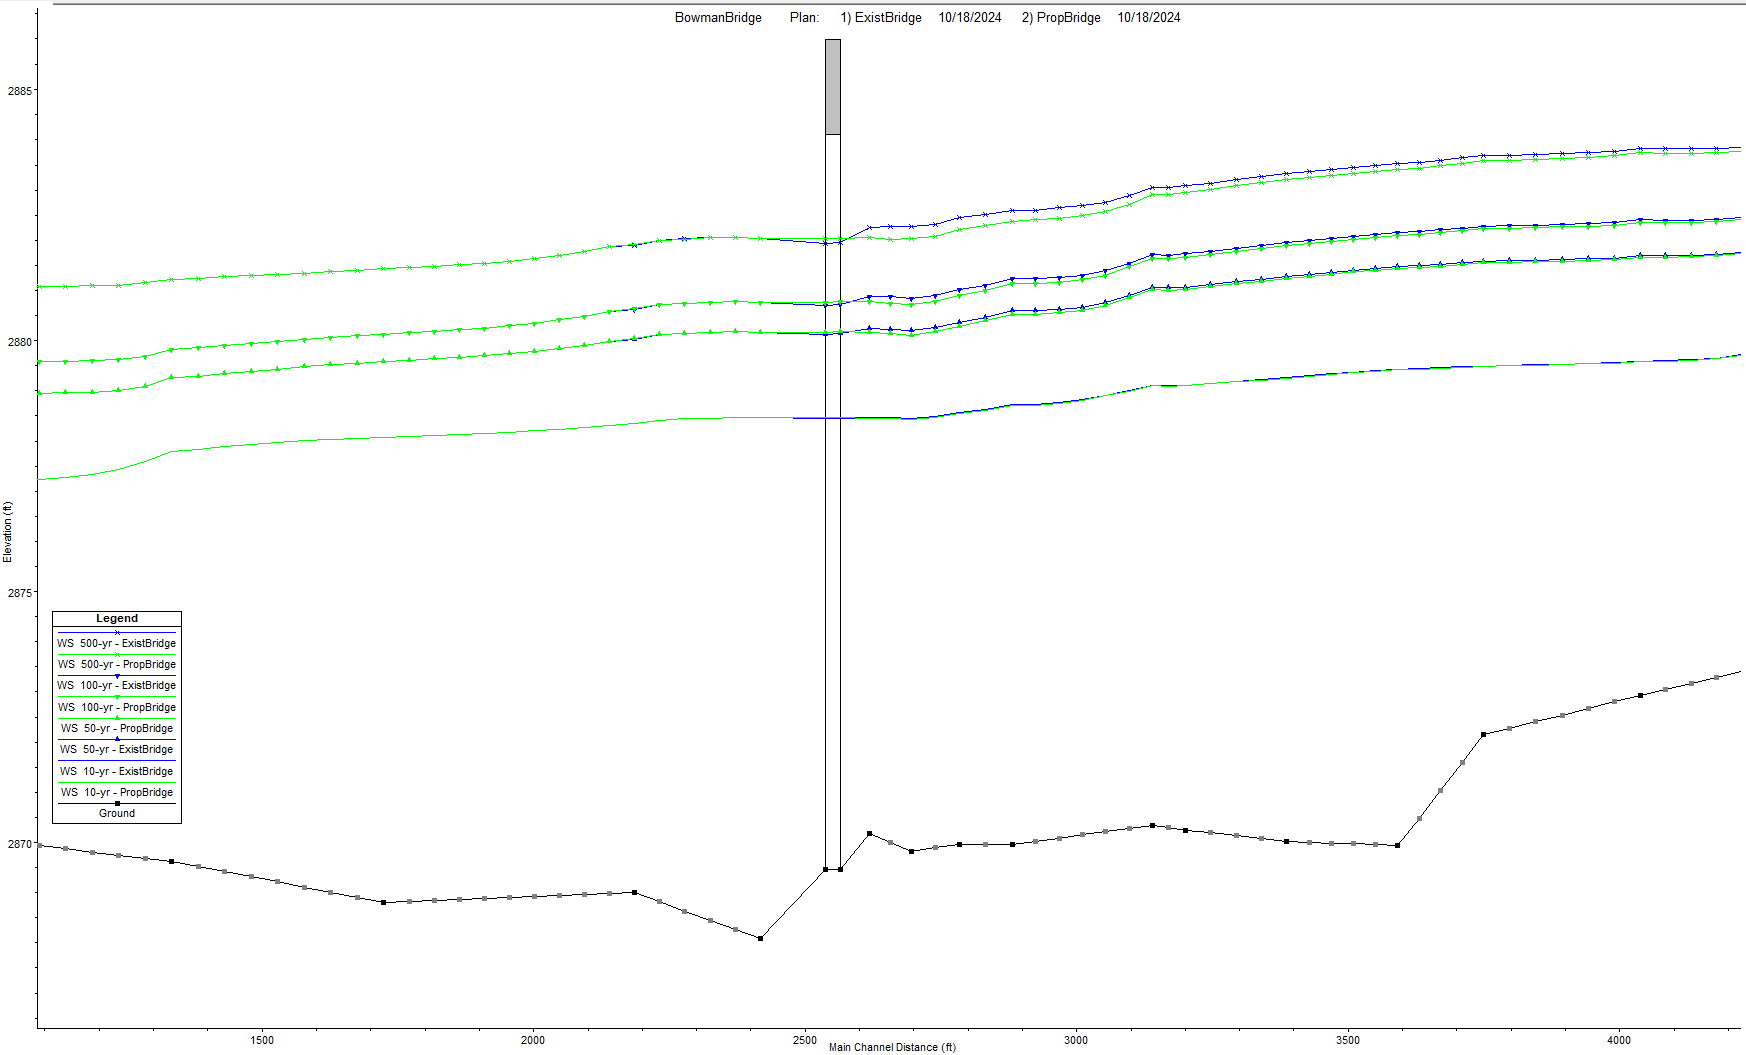 BowmanBridge Plan: 1) ExistBridge 10/18/2024 2) PropBridge 10/18/2024
2885
2880
2875
2870
Elevation (ft)
Legend
WS 500-yr - ExistBridge
WS 500-yr - PropBridge
WS 100-yr - ExistBridge
WS 100-yr - PropBridge
WS 50-yr - PropBridge
WS 50-yr - ExistBridge
WS 10-yr - ExistBridge
WS 10-yr - PropBridge
Ground
1500 2000 2500 3000 3500 4000
Main Channel Distance (ft)